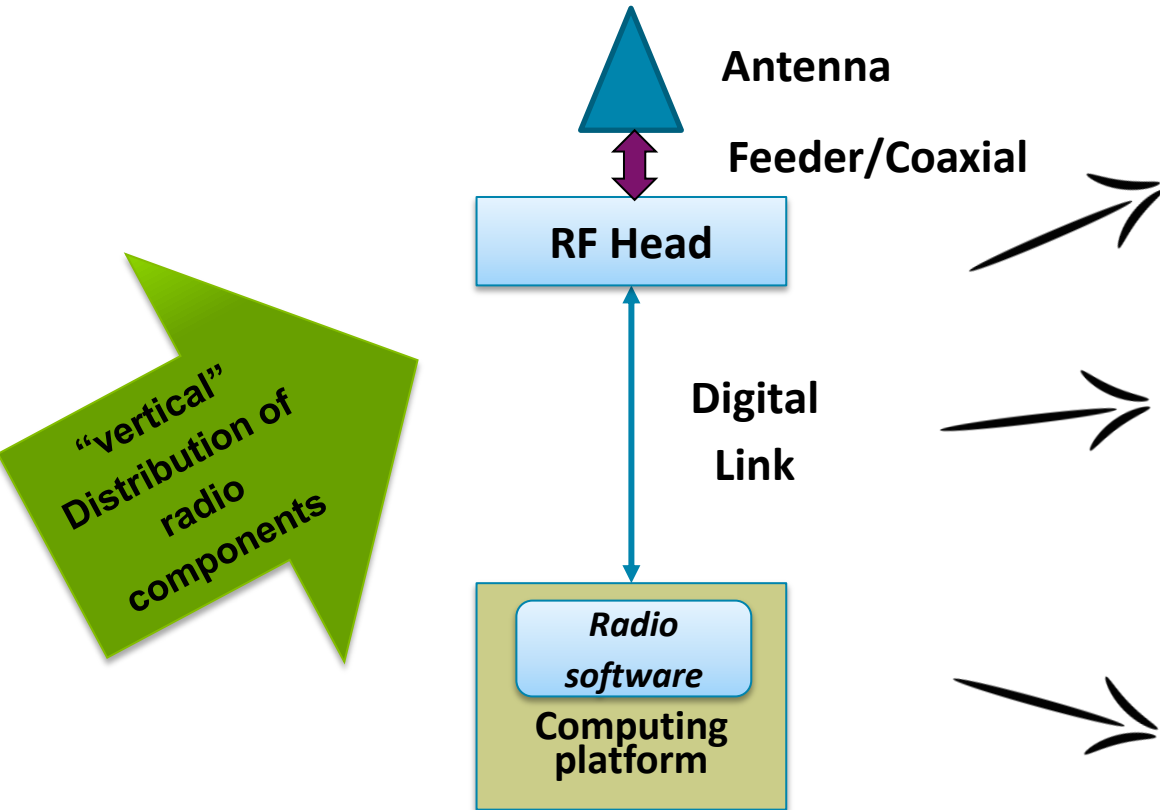 Antenna
Feeder/Coaxial
RF Head
“vertical”
Distribution of
radio
components
Digital
Link
Radio
software
Computing
platform